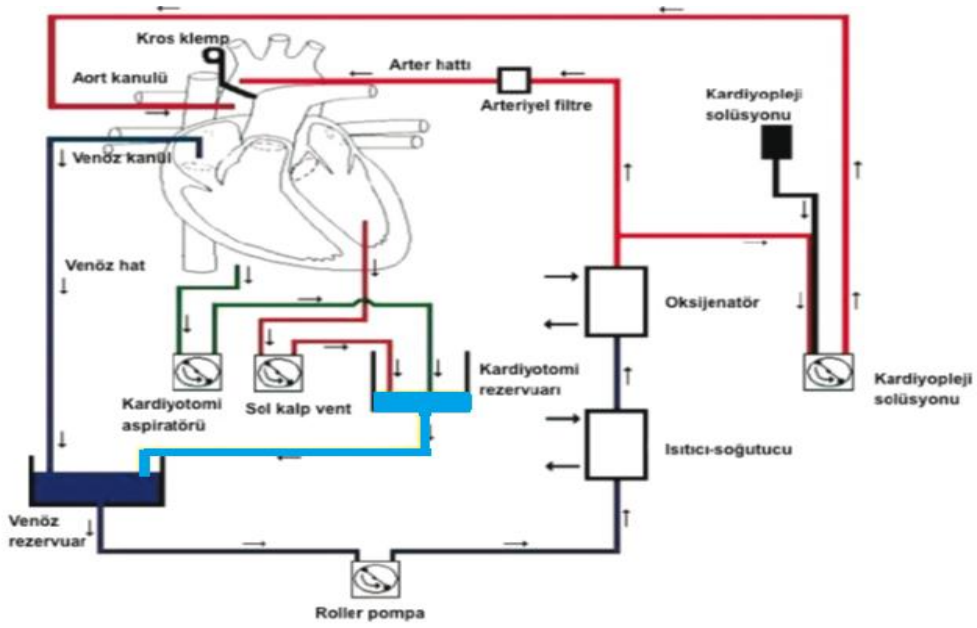 Kros klemp
Arter hattı
Aort kanülü
Arteriyel filtre
Kardiyopleji
solüsyonu
Venöz kanül
Venöz hat
Oksijenatör
Kardiyotomi
rezervuarı
Kardiyopleji
solüsyonu
Kardiyotomi
aspiratörü
Sol kalp vent
Isıtıcı-soğutucu
Venöz
rezervuar
Roller pompa